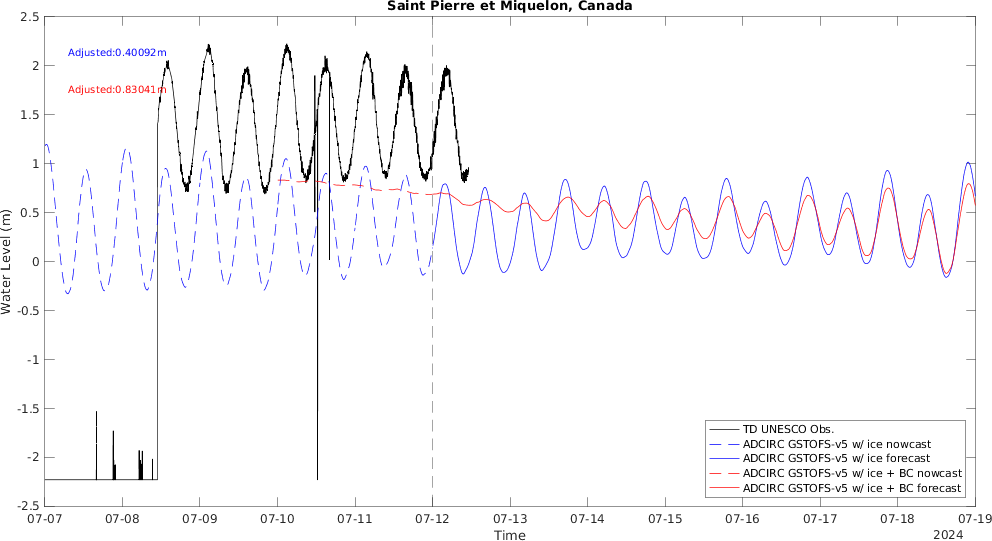 Saint Pierre et Miquelon, Canada
Adjusted:0.40092m
Adjusted:0.83041m
Water Level (m)
2.5
2
1.5
1
0.5
0
-0.5
-1
-1.5
-2
-2.5
TD UNESCO Obs.
ADCIRC GSTOFS-v5 w/ ice nowcast
ADCIRC GSTOFS-v5 w/ ice forecast
ADCIRC GSTOFS-v5 w/ ice + BC nowcast
ADCIRC GSTOFS-v5 w/ ice + BC forecast
07-07 07-08 07-09 07-10 07-11 07-12 07-13 07-14 07-15 07-16 07-17 07-18 07-19
Time
2024